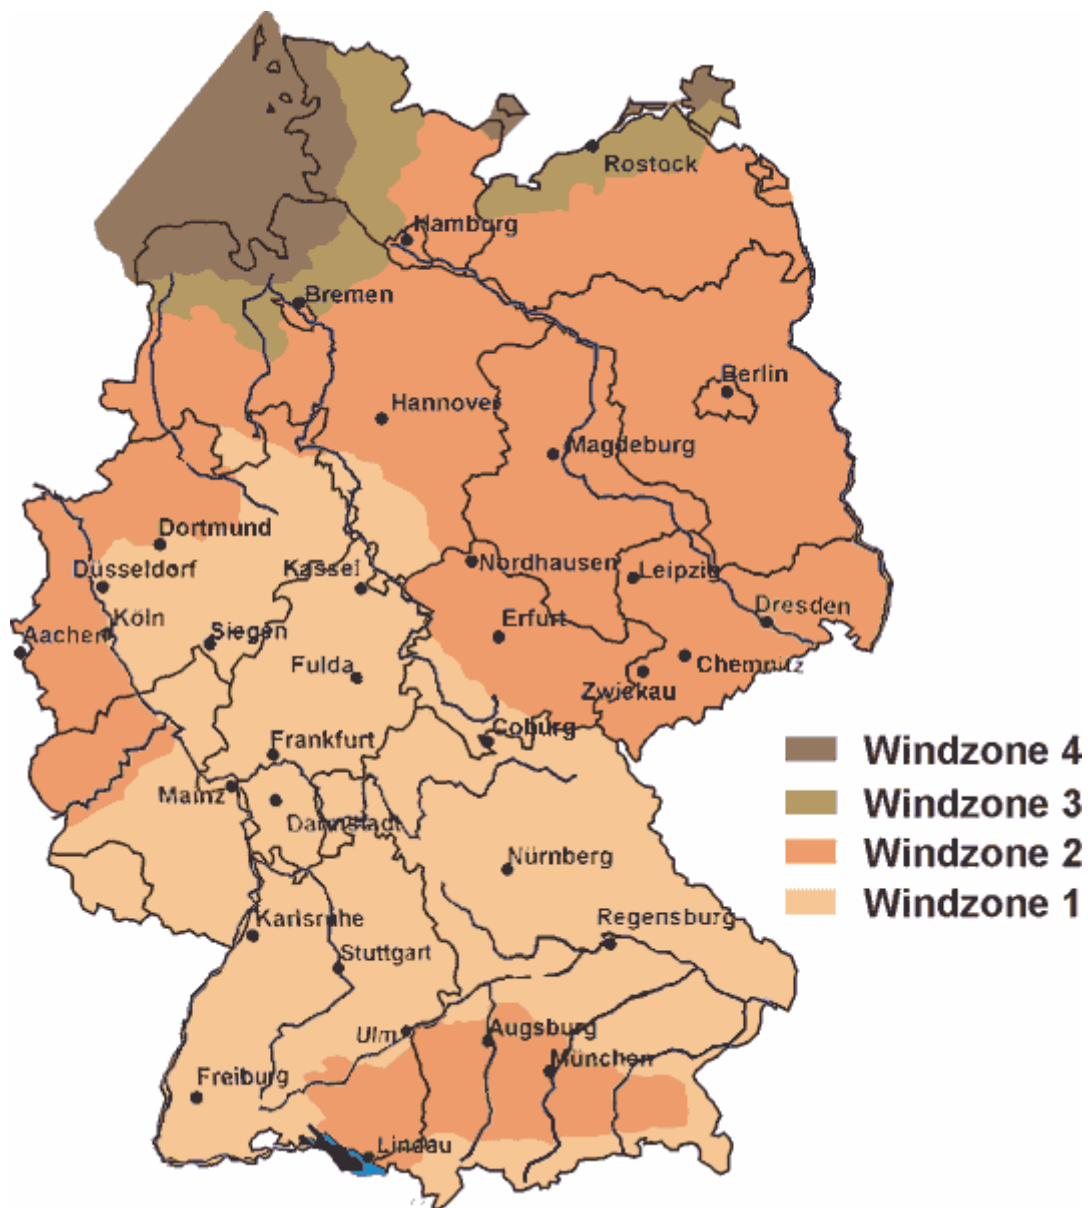 Rostock
Hamburg
Bremen
Berlin
Hannover
Magdeburg
Dortmund
Düsseldorf
Kassel
Nordhausen
Leipzig
Köln
Siegen
Erfurt
Dresden
Aachen
Fulda
Chemnitz
Zwickau
Coburg
Frankfurt
Windzone 4
Mainz
Windzone 3
Darmstadt
Nürnberg
Windzone 2
Karlsruhe
Regensburg
Windzone 1
Stuttgart
Ulm
Augsburg
München
Freiburg
Lindau